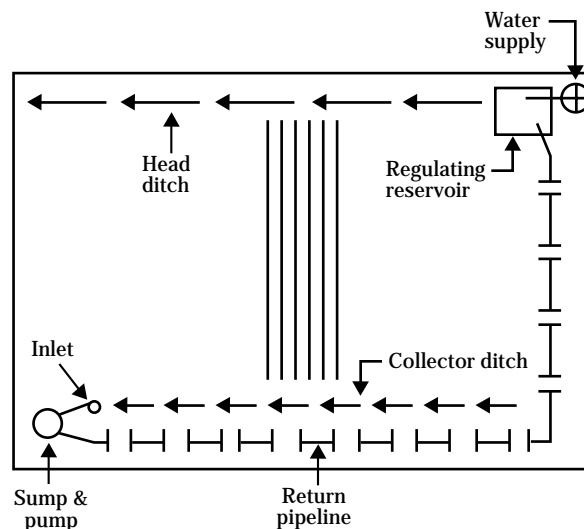 Water
supply
Head
ditch
Regulating
reservoir
Inlet
Collector ditch
Sump &
pump
Return
pipeline